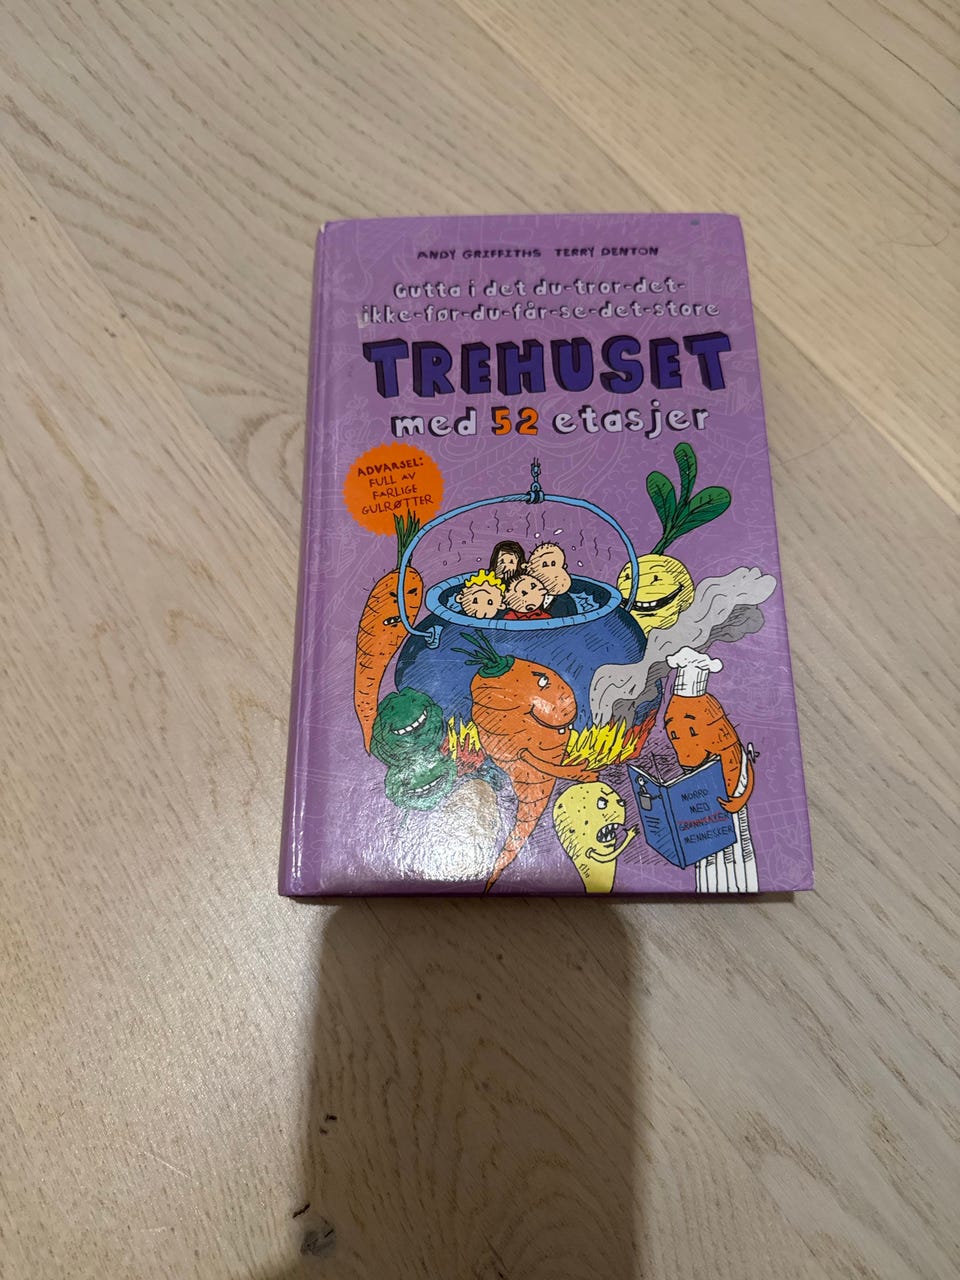 ANDY GRIFFITHS TERRY DENTON
Gutta i det du-tror-det-
ikke-før-du-får-se-det-store
TREHUSET
med 52 etasjer
ADVARSEL:
FULL AV
FARLIGE
GULRØTTER
MORRO
MED
GRØNNSAKER
MENNESKER